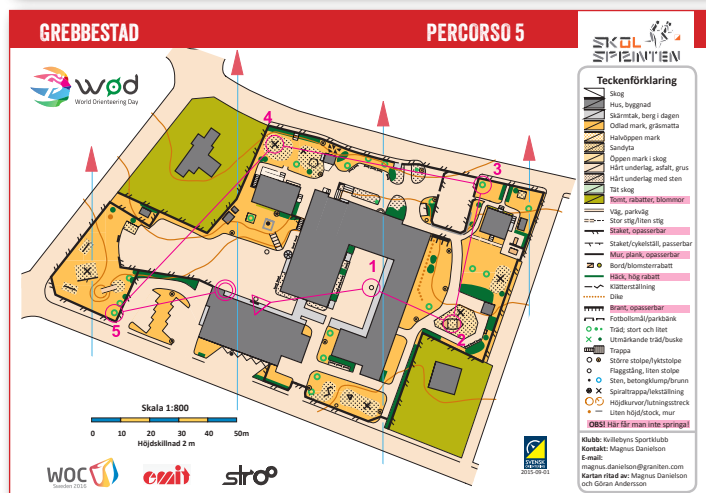 GREBBESTAD
PERCORSO 5
SKOL
SPRINTEN
wod
World Orienteering Day
Teckenförklaring
Skog
Hus, byggnad
Skärmtak, berg i dagen
Odlad mark, gräsmatta
Halvöppen mark
Sandyta
Öppen mark i skog
Hårt underlag, asfalt, grus
Hårt underlag med sten
Tät skog
Tomt, rabatter, blommor
Väg, parkväg
Stor stig/liten stig
Staket, opasserbar
Staket/cykelställ, passerbar
Mur, plank, opasserbar
Bord/blomsterrabatt
Häck, hög rabatt
Klätterställning
Dike
Brant, opasserbar
Fotbollsmål/parkbänk
Träd; stort och litet
Utmärkande träd/buske
Trappa
Större stolpe/lyktstolpe
Flaggstång, liten stolpe
Sten, betongklump/brunn
Spiraltrappa/lekställning
Höjdkurvor/lutningsstreck
Liten höjd/stock, mur
OBS! Här får man inte springa!
Klubb: Kvillebyns Sportklubb
Kontakt: Magnus Danielson
E-mail:
magnus.danielson@graniten.com
Kartan ritad av: Magnus Danielson
och Göran Andersson
4
3
1
2
5
Skala 1:800
0 10 20 30 40 50m
Höjdskillnad 2 m
WOC
Sweden 2016
emit
stroo
SVENSK
ORIENTERING
2015-09-01